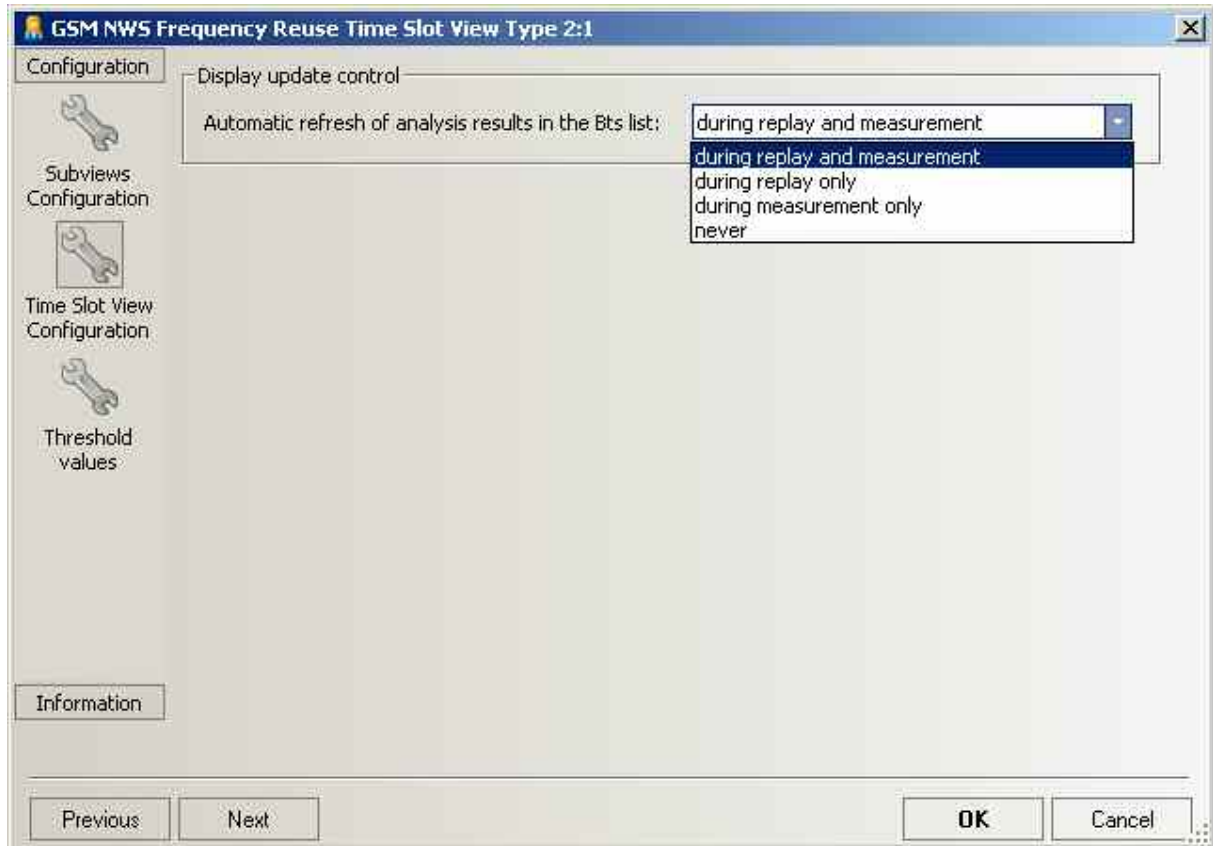 GSM NWS Frequency Reuse Time Slot View Type 2:1
Configuration
Subviews
Configuration
Time Slot View
Configuration
Threshold
values
Information
Display update control
Automatic refresh of analysis results in the Bts list:
during replay and measurement
during replay and measurement
during replay only
during measurement only
never
Previous
Next
OK
Cancel